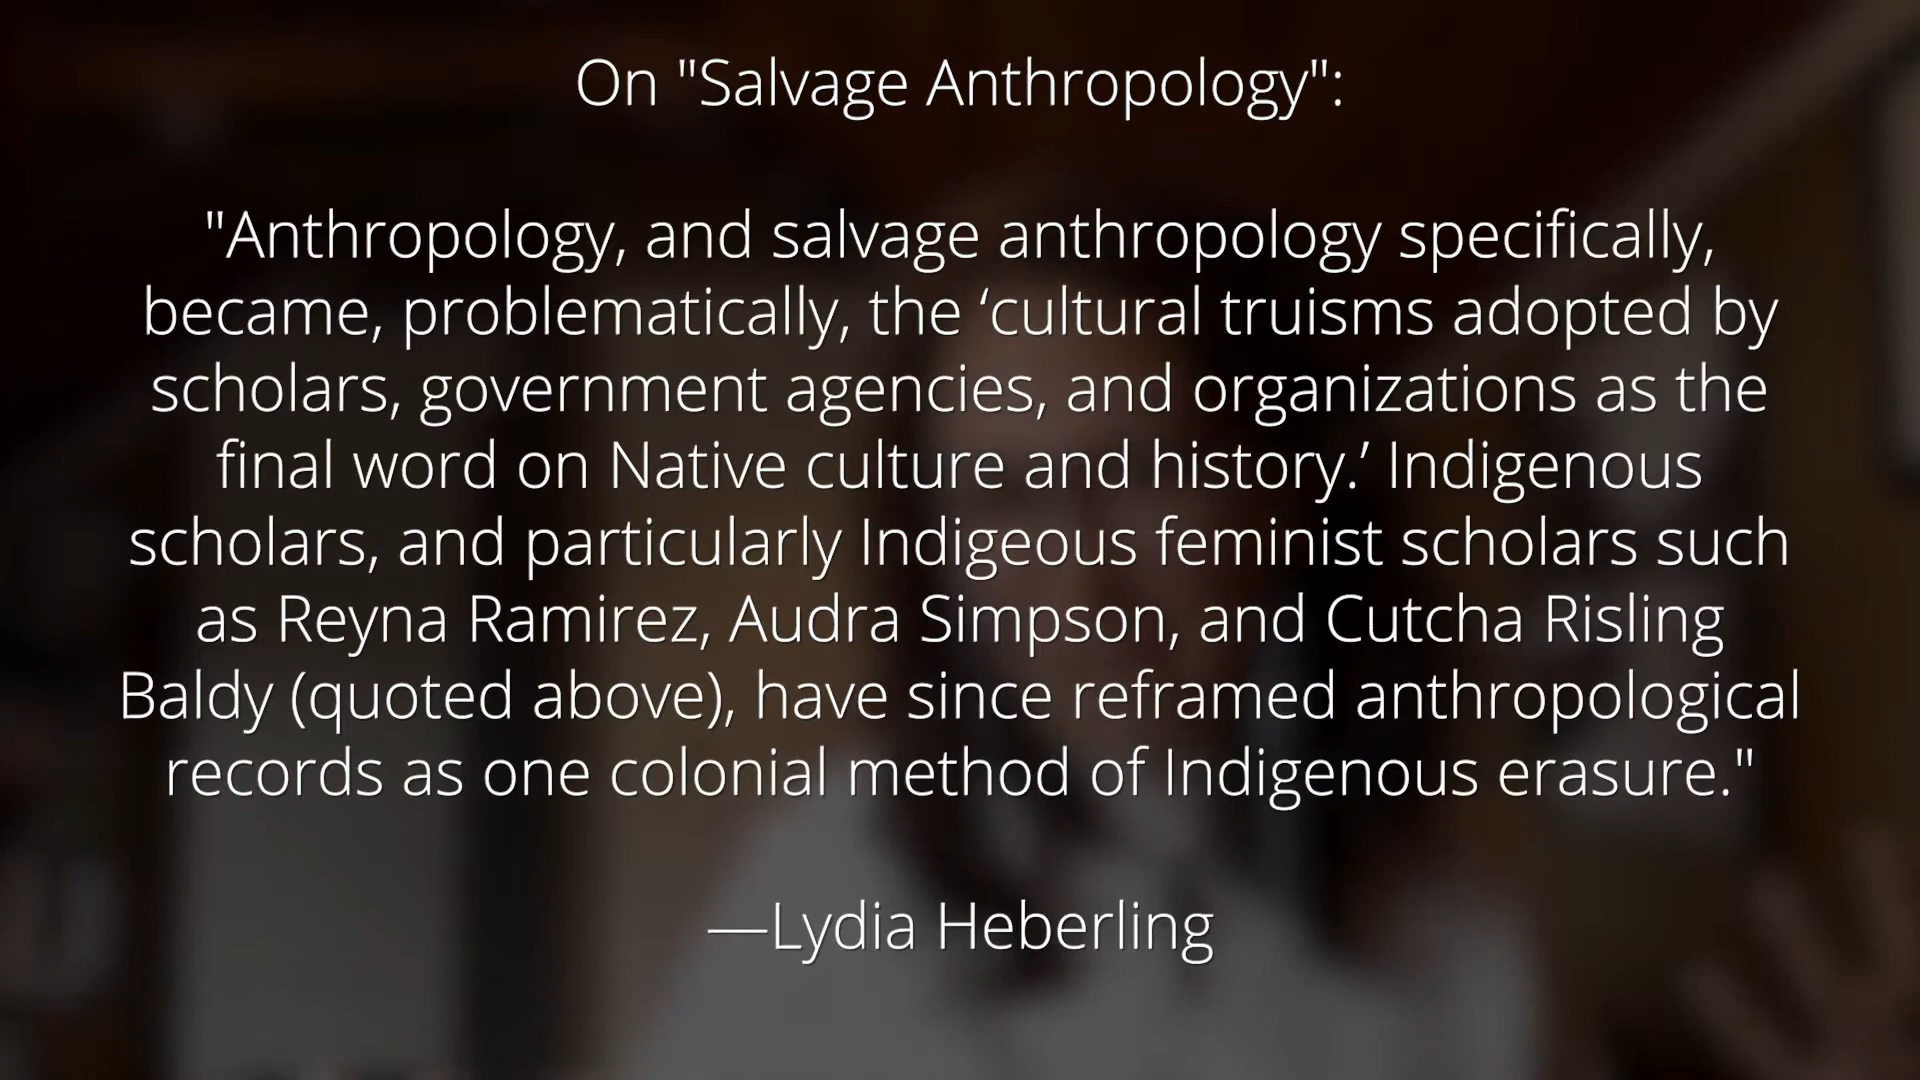 On "Salvage Anthropology":
"Anthropology, and salvage anthropology specifically,
became, problematically, the ‘cultural truisms adopted by
scholars, government agencies, and organizations as the
final word on Native culture and history.’ Indigenous
scholars, and particularly Indigeous feminist scholars such
as Reyna Ramirez, Audra Simpson, and Cutcha Risling
Baldy (quoted above), have since reframed anthropological
records as one colonial method of Indigenous erasure."
—Lydia Heberling